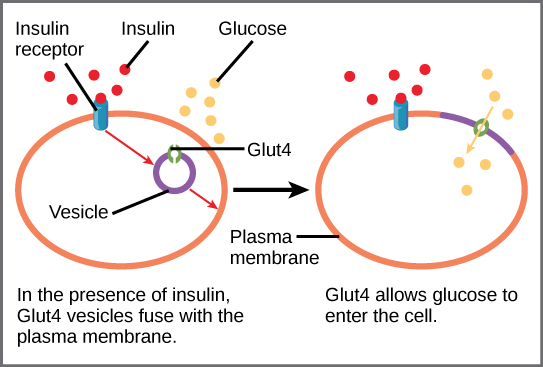 Insulin
receptor
Insulin
Glucose
Glut4
Vesicle
Plasma
membrane
In the presence of insulin,
Glut4 vesicles fuse with the
plasma membrane.
Glut4 allows glucose to
enter the cell.